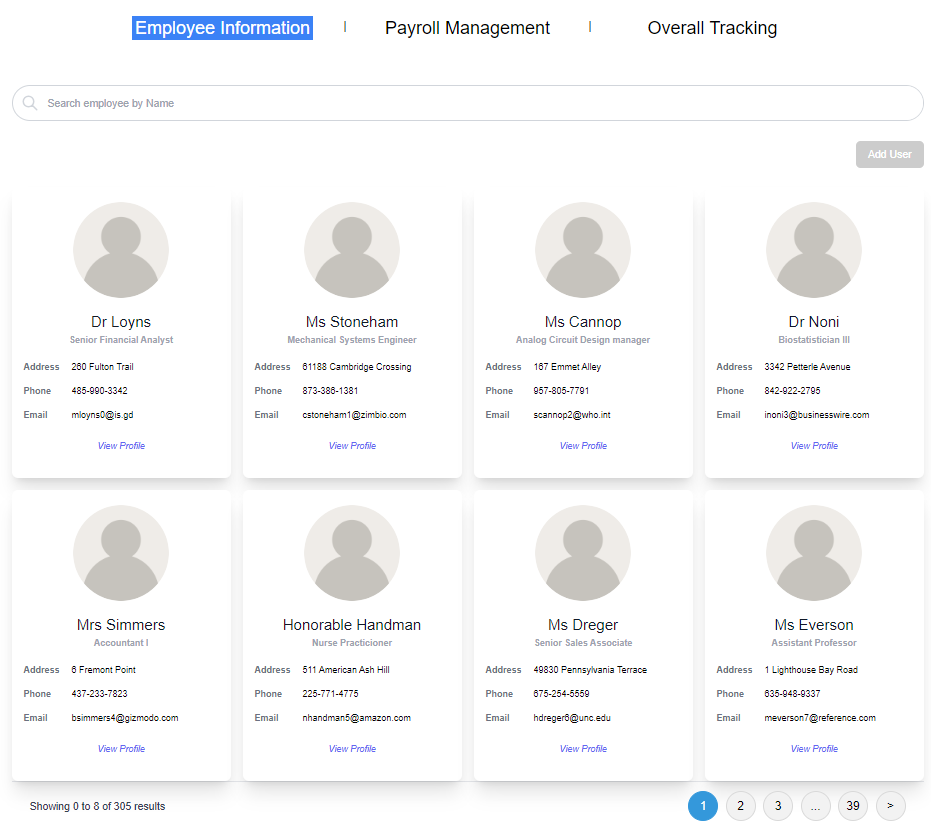 Employee Information | Payroll Management | Overall Tracking
Search employee by Name
Add User
Dr Loyns
Senior Financial Analyst
Address 260 Fulton Trail
Phone 485-990-3342
Email mloyns0@is.gd
View Profile
Ms Stoneham
Mechanical Systems Engineer
Address 61188 Cambridge Crossing
Phone 873-386-1381
Email cstoneham1@zimbio.com
View Profile
Ms Cannop
Analog Circuit Design manager
Address 167 Emmet Alley
Phone 957-805-7791
Email scannop2@who.int
View Profile
Dr Noni
Biostatistician III
Address 3342 Petterle Avenue
Phone 842-922-2795
Email inoni3@businesswire.com
View Profile
Mrs Simmers
Accountant I
Address 6 Fremont Point
Phone 437-233-7823
Email bsimmers4@gizmodo.com
View Profile
Honorable Handman
Nurse Practicioner
Address 511 American Ash Hill
Phone 225-771-4775
Email nhandman5@amazon.com
View Profile
Ms Dreger
Senior Sales Associate
Address 49830 Pennsylvania Terrace
Phone 675-254-5559
Email hdreger6@unc.edu
View Profile
Ms Everson
Assistant Professor
Address 1 Lighthouse Bay Road
Phone 635-948-9337
Email meverson7@reference.com
View Profile
Showing 0 to 8 of 305 results
1 2 3 ... 39 >